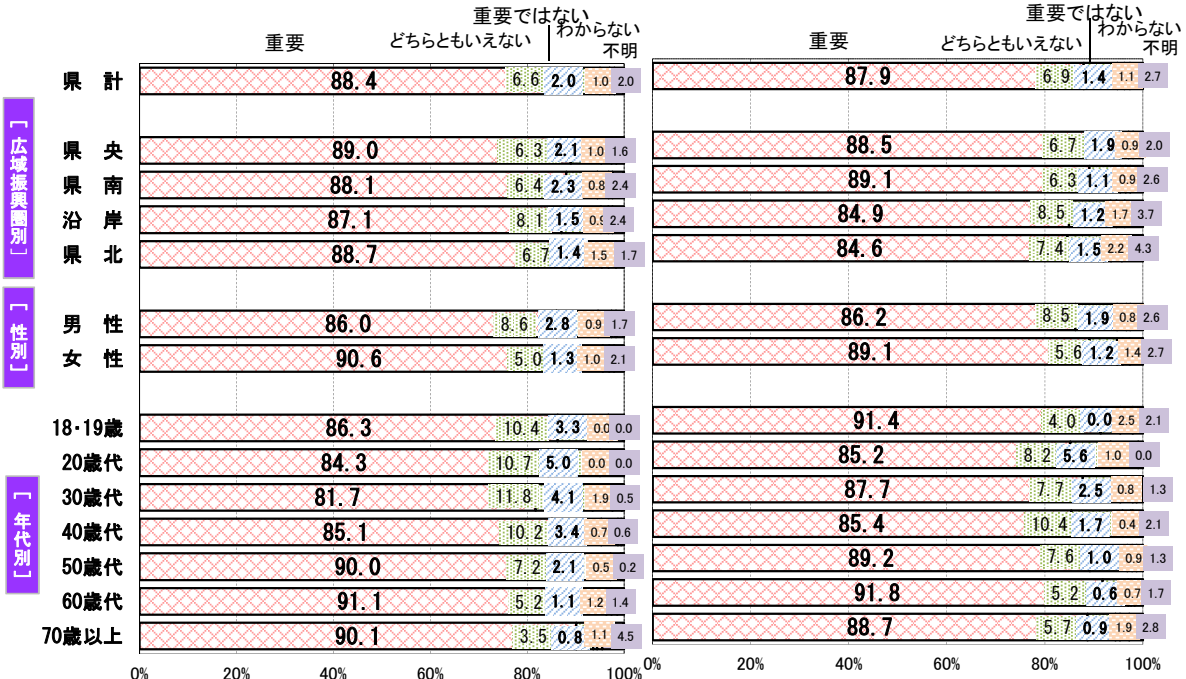 重要ではない 重要ではない
わからない わからない
重要 どちらともいえない 不明 重要 どちらともいえない 不明
県 計 88.4 6.6 2.0 1.0 2.0 87.9 6.9 1.4 1.1 2.7
[広域振興圏別]
県 央 89.0 6.3 2.1 1.0 1.6 88.5 6.7 1.9 0.9 2.0
県 南 88.1 6.4 2.3 0.8 2.4 89.1 6.3 1.1 0.9 2.6
沿 岸 87.1 8.1 1.5 0.9 2.4 84.9 8.5 1.2 1.7 3.7
県 北 88.7 6.7 1.4 1.5 1.7 84.6 7.4 1.5 2.2 4.3
[性別]
男 性 86.0 8.6 2.8 0.9 1.7 86.2 8.5 1.9 0.8 2.6
女 性 90.6 5.0 1.3 1.0 2.1 89.1 5.6 1.2 1.4 2.7
[年代別]
18・19歳 86.3 10.4 3.3 0.0 0.0 91.4 4.0 0.0 2.5 2.1
20歳代 84.3 10.7 5.0 0.0 0.0 85.2 8.2 5.6 1.0 0.0
30歳代 81.7 11.8 4.1 1.9 0.5 87.7 7.7 2.5 0.8 1.3
40歳代 85.1 10.2 3.4 0.7 0.6 85.4 10.4 1.7 0.4 2.1
50歳代 90.0 7.2 2.1 0.5 0.2 89.2 7.6 1.0 0.9 1.3
60歳代 91.1 5.2 1.1 1.2 1.4 91.8 5.2 0.6 0.7 1.7
70歳以上 90.1 3.5 0.8 1.1 4.5 88.7 5.7 0.9 1.9 2.8
0% 20% 40% 60% 80% 100% 0% 20% 40% 60% 80% 100%